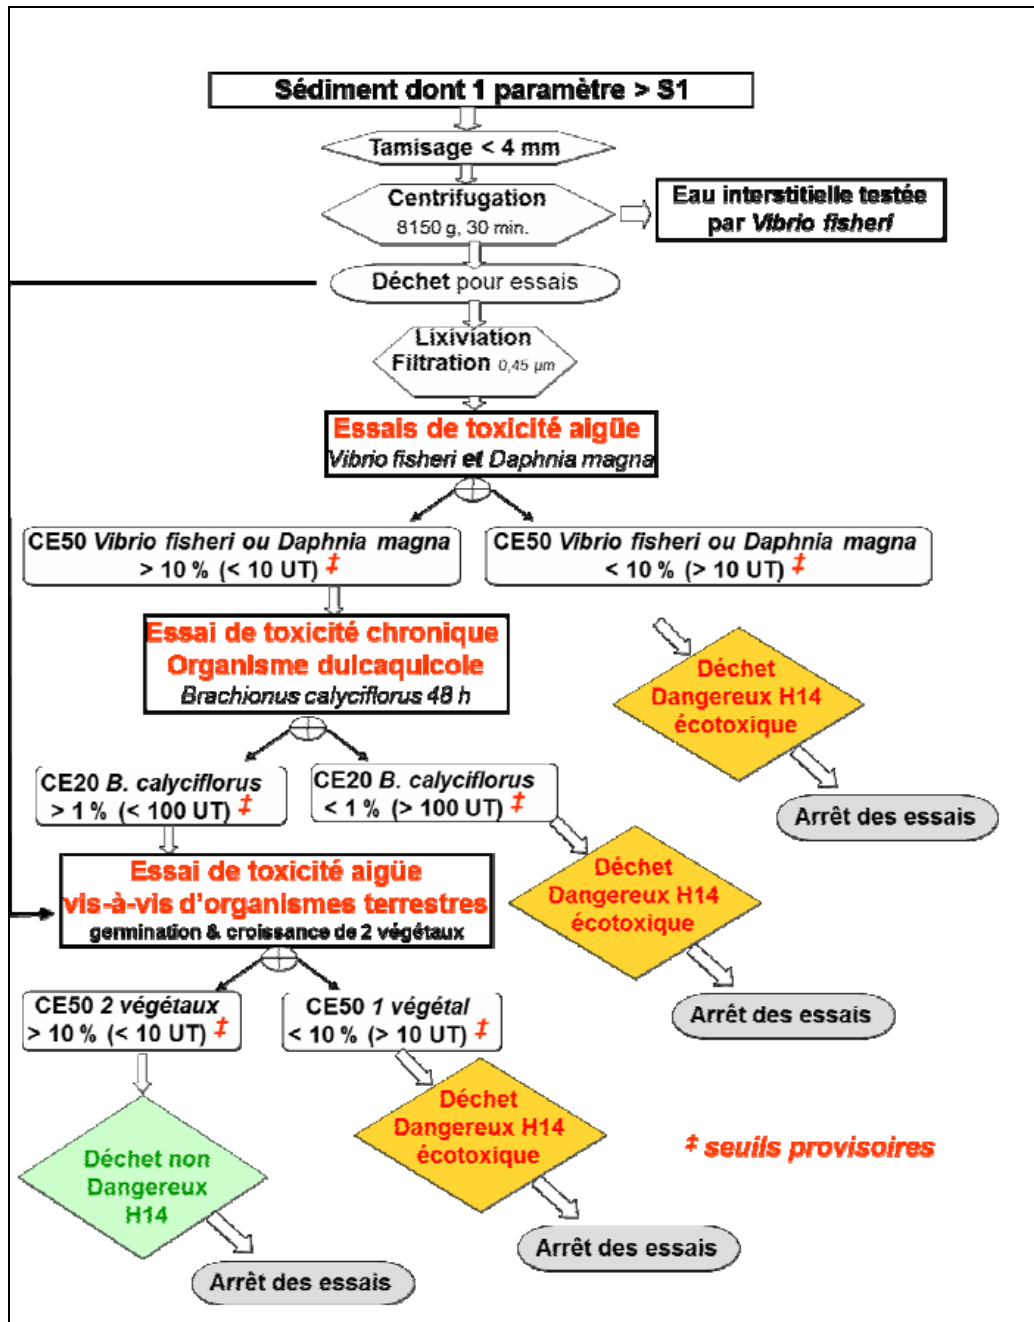 Sédiment dont 1 paramètre > S1
Tamisage < 4 mm
Centrifugation
8150 g, 30 min.
Eau interstitielle testée
par Vibrio fisheri
Déchet pour essais
Lixiviation
Filtration 0,45 µm
Essais de toxicité aigüe
Vibrio fisheri et Daphnia magna
CE50 Vibrio fisheri ou Daphnia magna
> 10 % (< 10 UT) ‡
CE50 Vibrio fisheri ou Daphnia magna
< 10 % (> 10 UT) ‡
Essai de toxicité chronique
Organisme dulcaquicole
Brachionus calyciflorus 48 h
Déchet
Dangereux H14
écotoxique
Arrêt des essais
CE20 B. calyciflorus
> 1 % (< 100 UT) ‡
CE20 B. calyciflorus
< 1 % (> 100 UT) ‡
Déchet
Dangereux H14
écotoxique
Arrêt des essais
Essai de toxicité aigüe
vis-à-vis d'organismes terrestres
germination & croissance de 2 végétaux
CE50 2 végétaux
> 10 % (< 10 UT) ‡
CE50 1 végétal
< 10 % (> 10 UT) ‡
Déchet
Dangereux H14
écotoxique
Arrêt des essais
‡ seuils provisoires
Déchet non
Dangereux
H14
Arrêt des essais